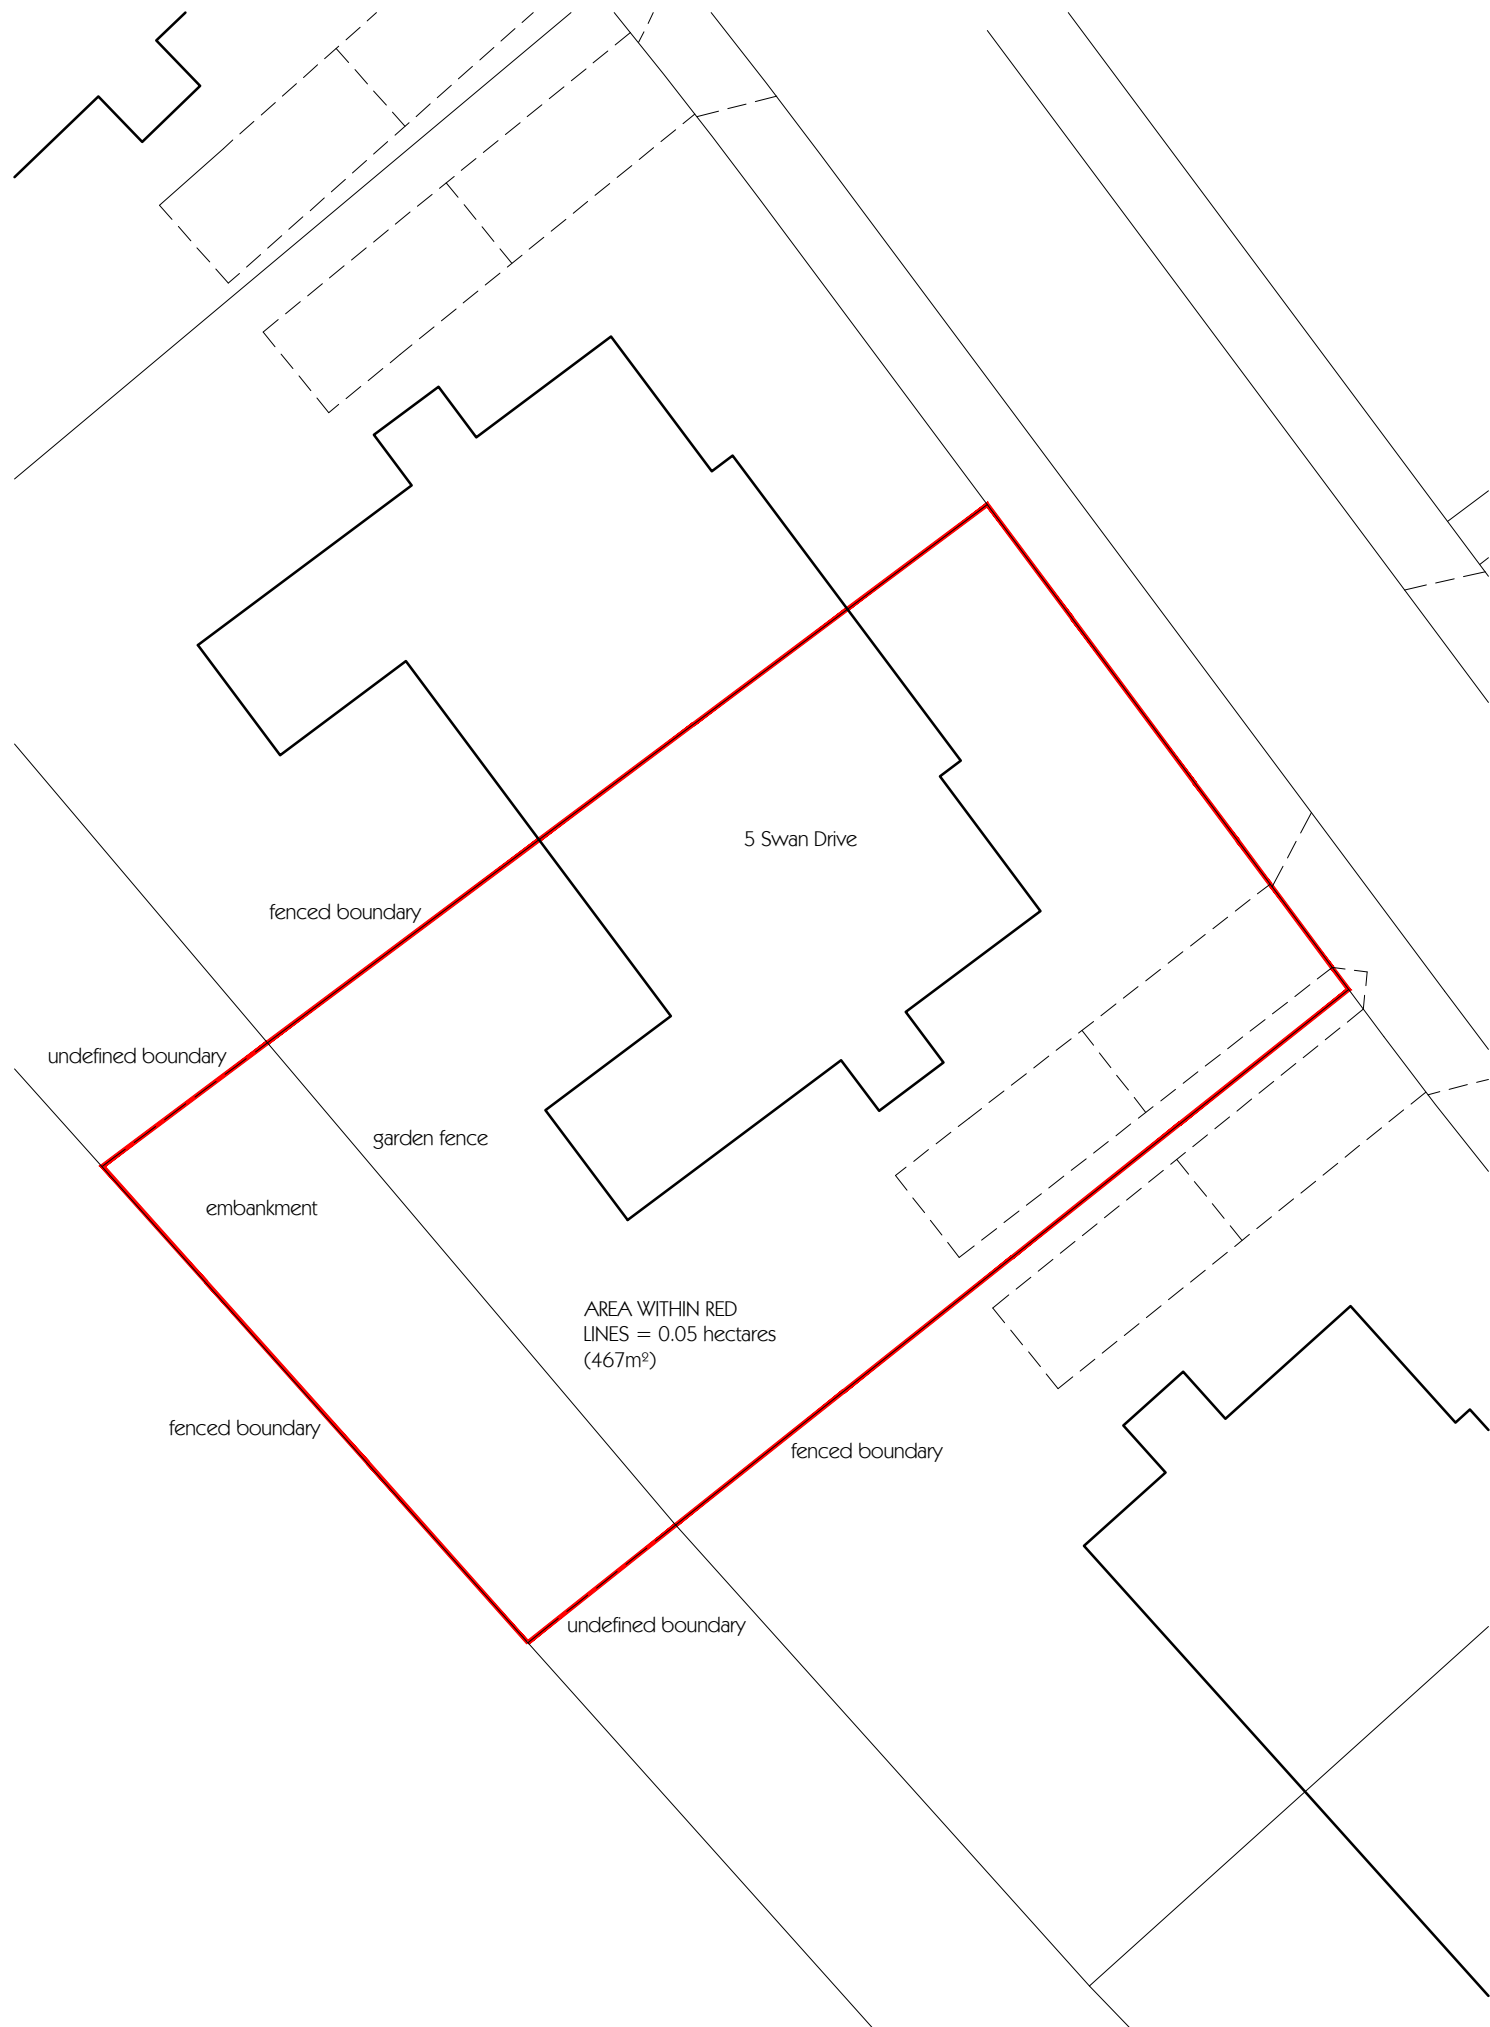 5 Swan Drive
fenced boundary
undefined boundary
garden fence
embankment
AREA WITHIN RED
LINES = 0.05 hectares
(467m²)
fenced boundary
fenced boundary
undefined boundary